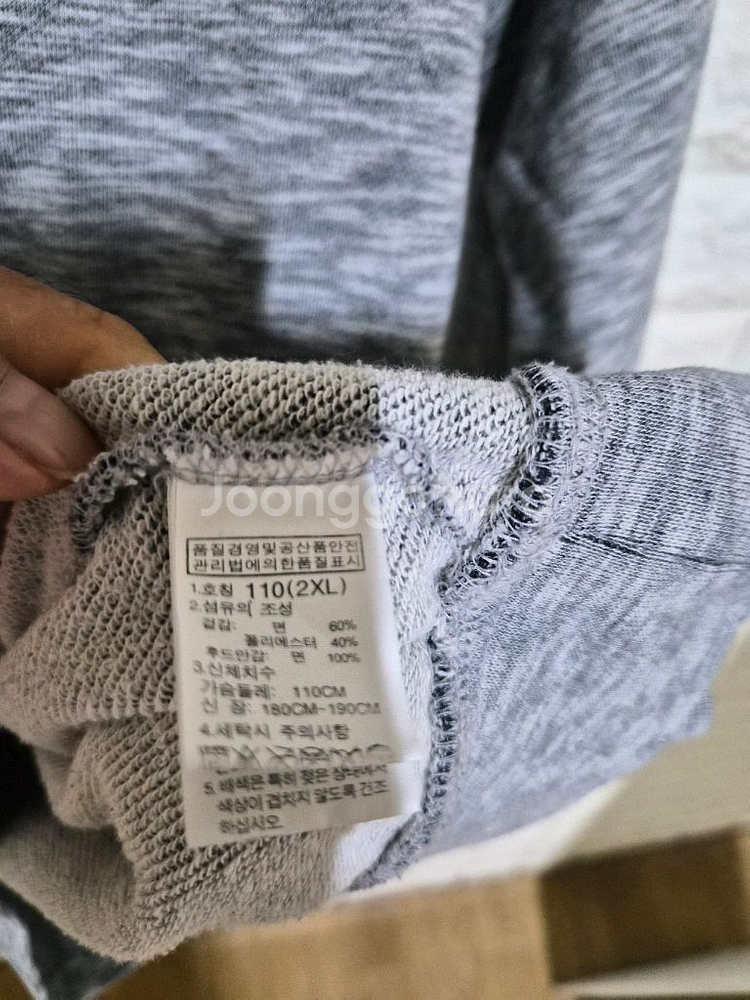 품질경영및공산품안전
관리법에의한품질표시
1.호칭 110(2XL)
2.섬유의 조성
겉감: 면 60%
폴리에스터 40%
후드안감: 면 100%
3.신체치수
가슴둘레: 110CM
신 장: 180CM-190CM
4.세탁시 주의사항
5.배색은 특히 젖은 상태에서
색상이 겹치지 않도록 건조
하십시오